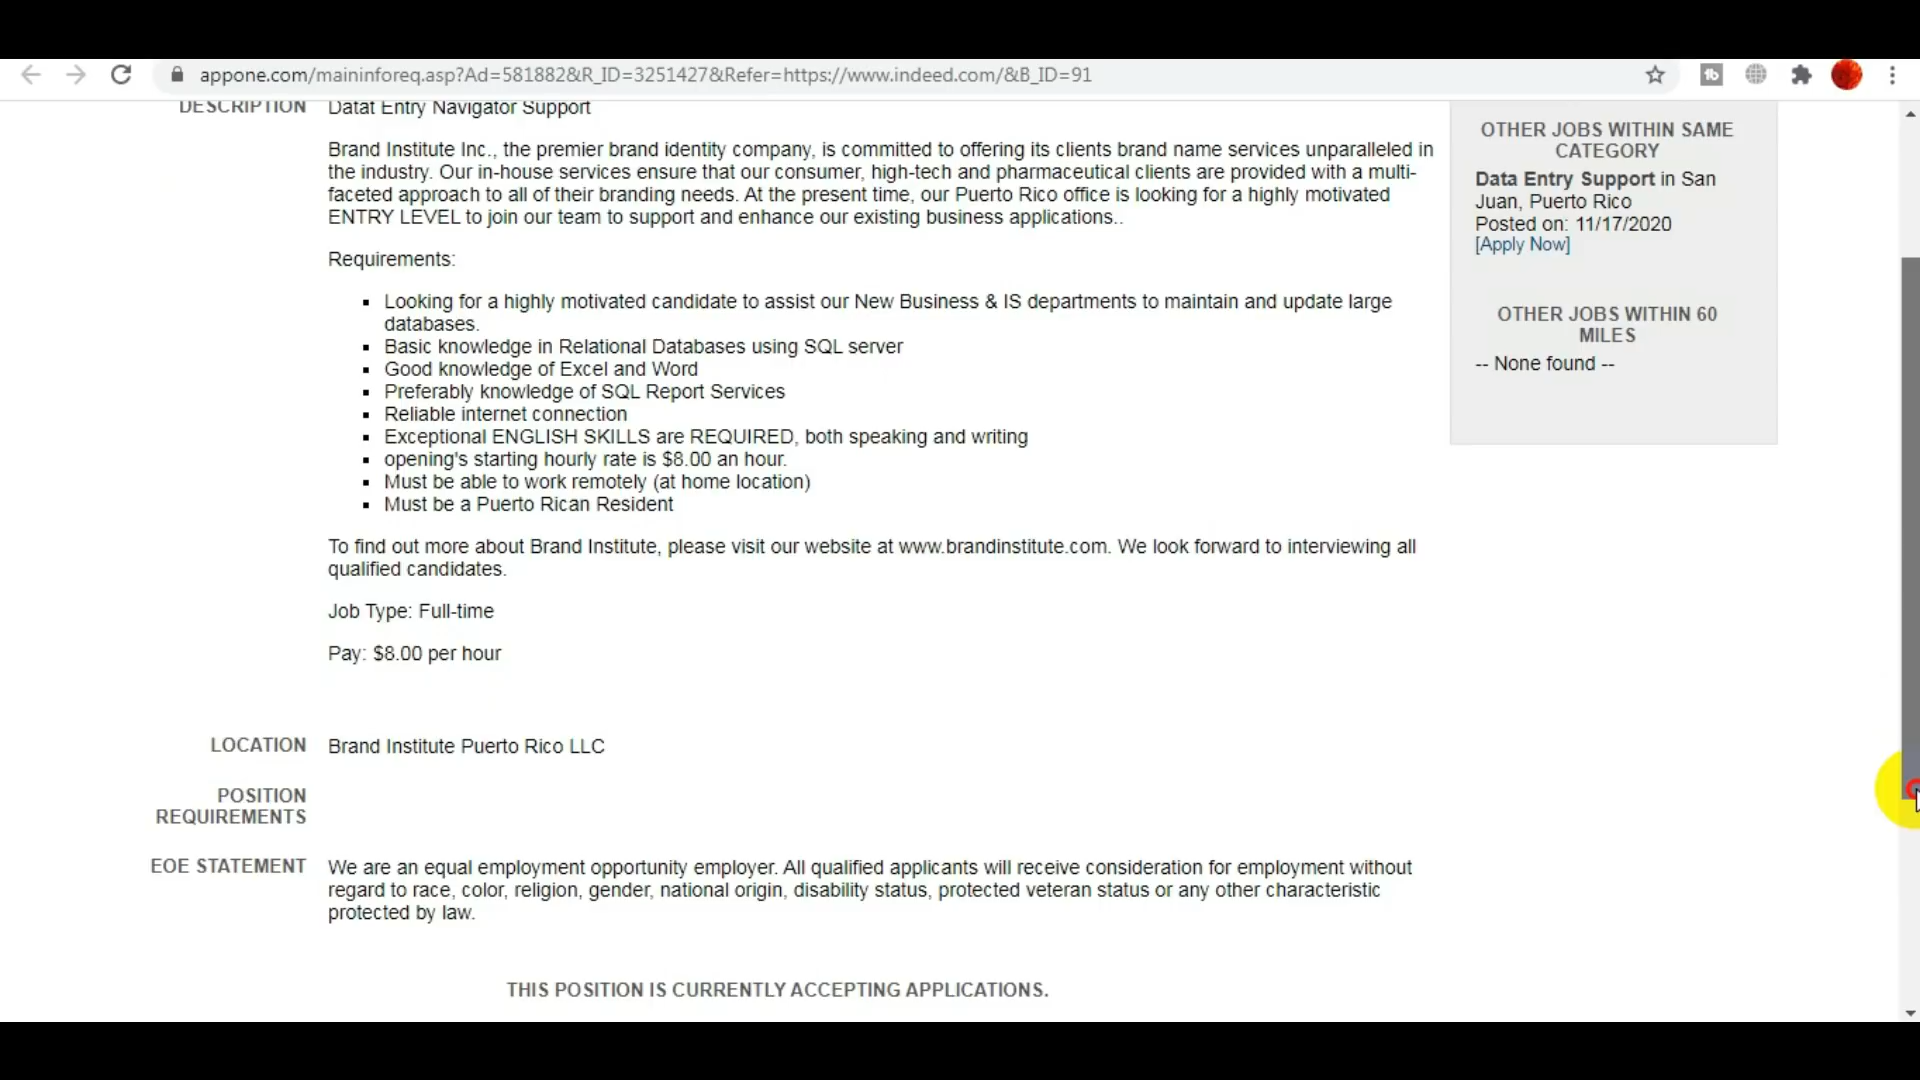 appone.com/maininforeq.asp?Ad=581882&R_ID=3251427&Refer=https://www.indeed.com/&B_ID=91
DESCRIPTION
Datat Entry Navigator Support
Brand Institute Inc., the premier brand identity company, is committed to offering its clients brand name services unparalleled in
the industry. Our in-house services ensure that our consumer, high-tech and pharmaceutical clients are provided with a multi-
faceted approach to all of their branding needs. At the present time, our Puerto Rico office is looking for a highly motivated
ENTRY LEVEL to join our team to support and enhance our existing business applications..
Requirements:
Looking for a highly motivated candidate to assist our New Business & IS departments to maintain and update large
databases.
Basic knowledge in Relational Databases using SQL server
Good knowledge of Excel and Word
Preferably knowledge of SQL Report Services
Reliable internet connection
Exceptional ENGLISH SKILLS are REQUIRED, both speaking and writing
opening's starting hourly rate is $8.00 an hour.
Must be able to work remotely (at home location)
Must be a Puerto Rican Resident
To find out more about Brand Institute, please visit our website at www.brandinstitute.com. We look forward to interviewing all
qualified candidates.
Job Type: Full-time
Pay: $8.00 per hour
LOCATION
Brand Institute Puerto Rico LLC
POSITION
REQUIREMENTS
EOE STATEMENT
We are an equal employment opportunity employer. All qualified applicants will receive consideration for employment without
regard to race, color, religion, gender, national origin, disability status, protected veteran status or any other characteristic
protected by law.
THIS POSITION IS CURRENTLY ACCEPTING APPLICATIONS.
OTHER JOBS WITHIN SAME
CATEGORY
Data Entry Support in San
Juan, Puerto Rico
Posted on: 11/17/2020
[Apply Now]
OTHER JOBS WITHIN 60
MILES
-- None found --